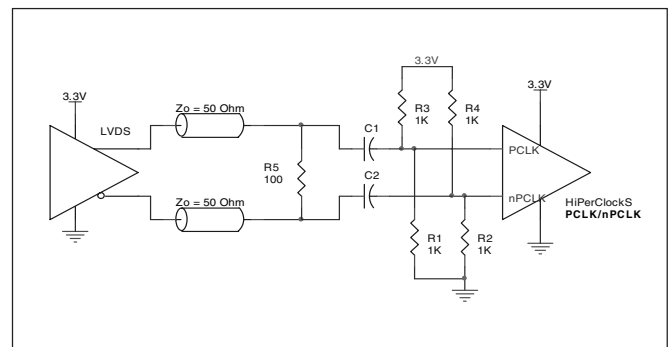 3.3V
3.3V
3.3V
Zo = 50 Ohm
LVDS
C1
R3
1K
R4
1K
PCLK
R5
100
C2
Zo = 50 Ohm
nPCLK
HiPerClockS
PCLK/nPCLK
R1
1K
R2
1K